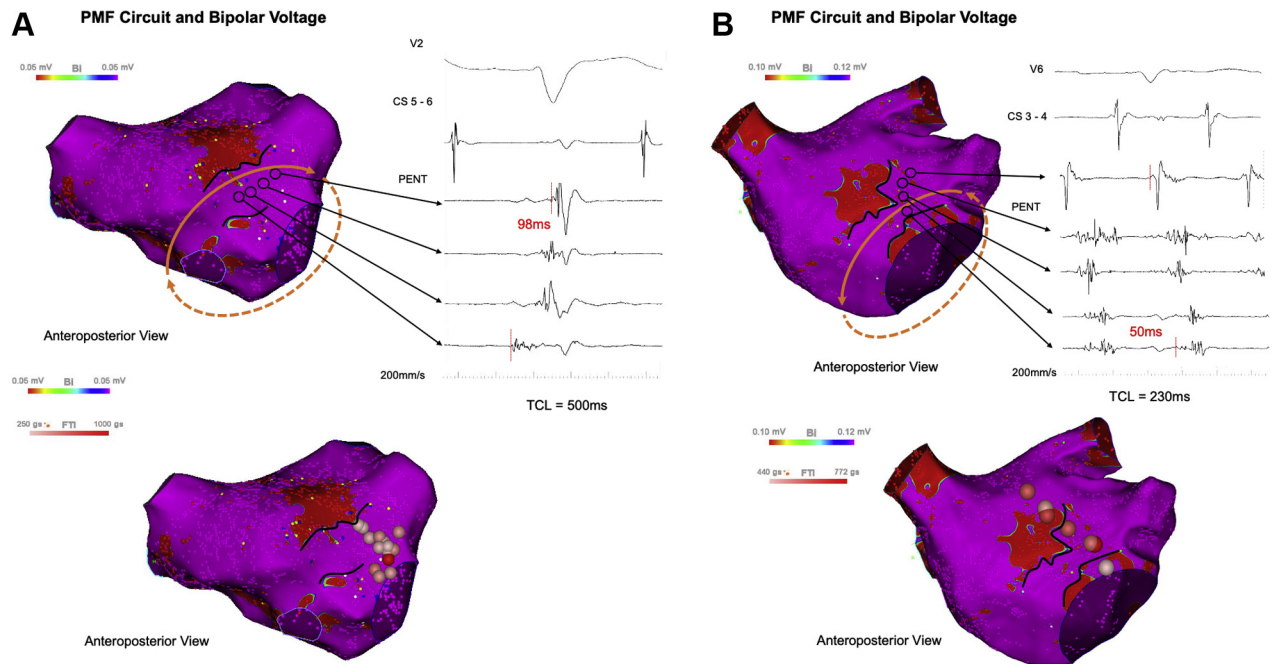 A
PMF Circuit and Bipolar Voltage
0.05 mV Bi 0.05 mV
V2
CS 5 - 6
PENT
98ms
Anteroposterior View
200mm/s
TCL = 500ms
0.05 mV Bi 0.05 mV
250 gs FTI 1000 gs
Anteroposterior View
B
PMF Circuit and Bipolar Voltage
0.10 mV Bi 0.12 mV
V6
CS 3 - 4
PENT
50ms
Anteroposterior View
200mm/s
TCL = 230ms
0.10 mV Bi 0.12 mV
440 gs FTI 772 gs
Anteroposterior View